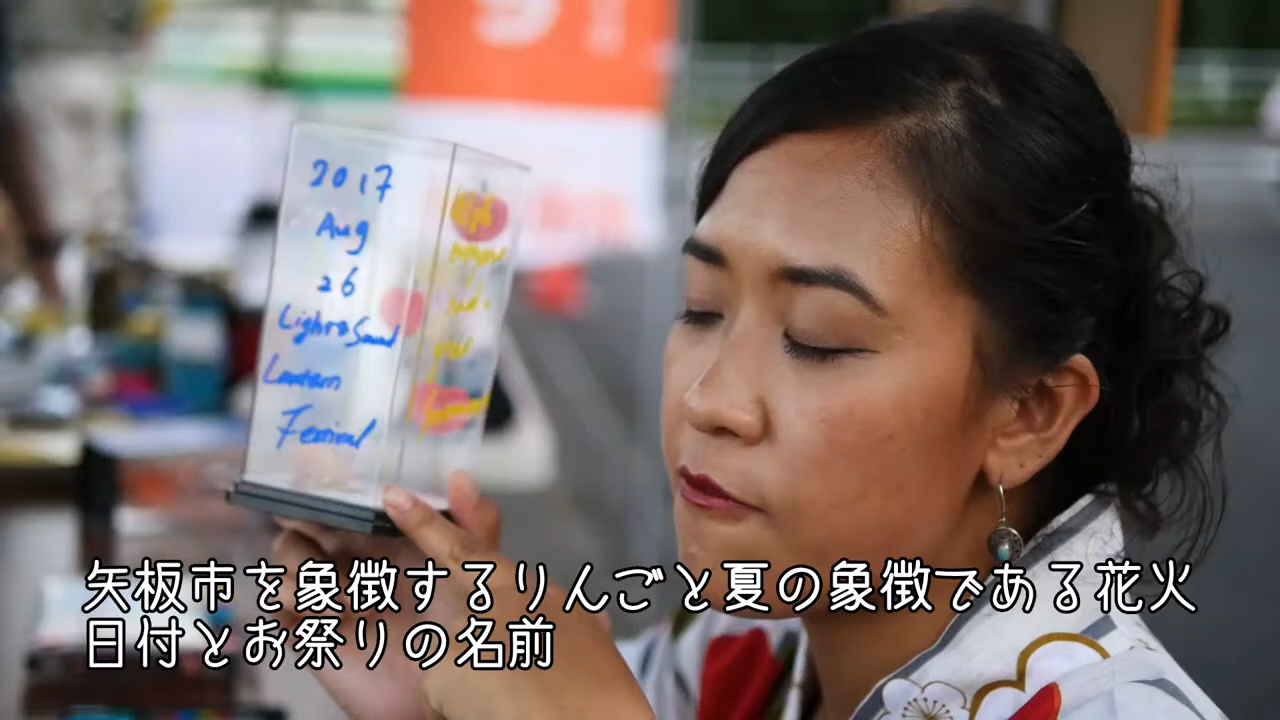 2017
Aug
26
Light & Sound
Lantern
Festival
矢板市を象徴するりんごと夏の象徴である花火
日付とお祭りの名前